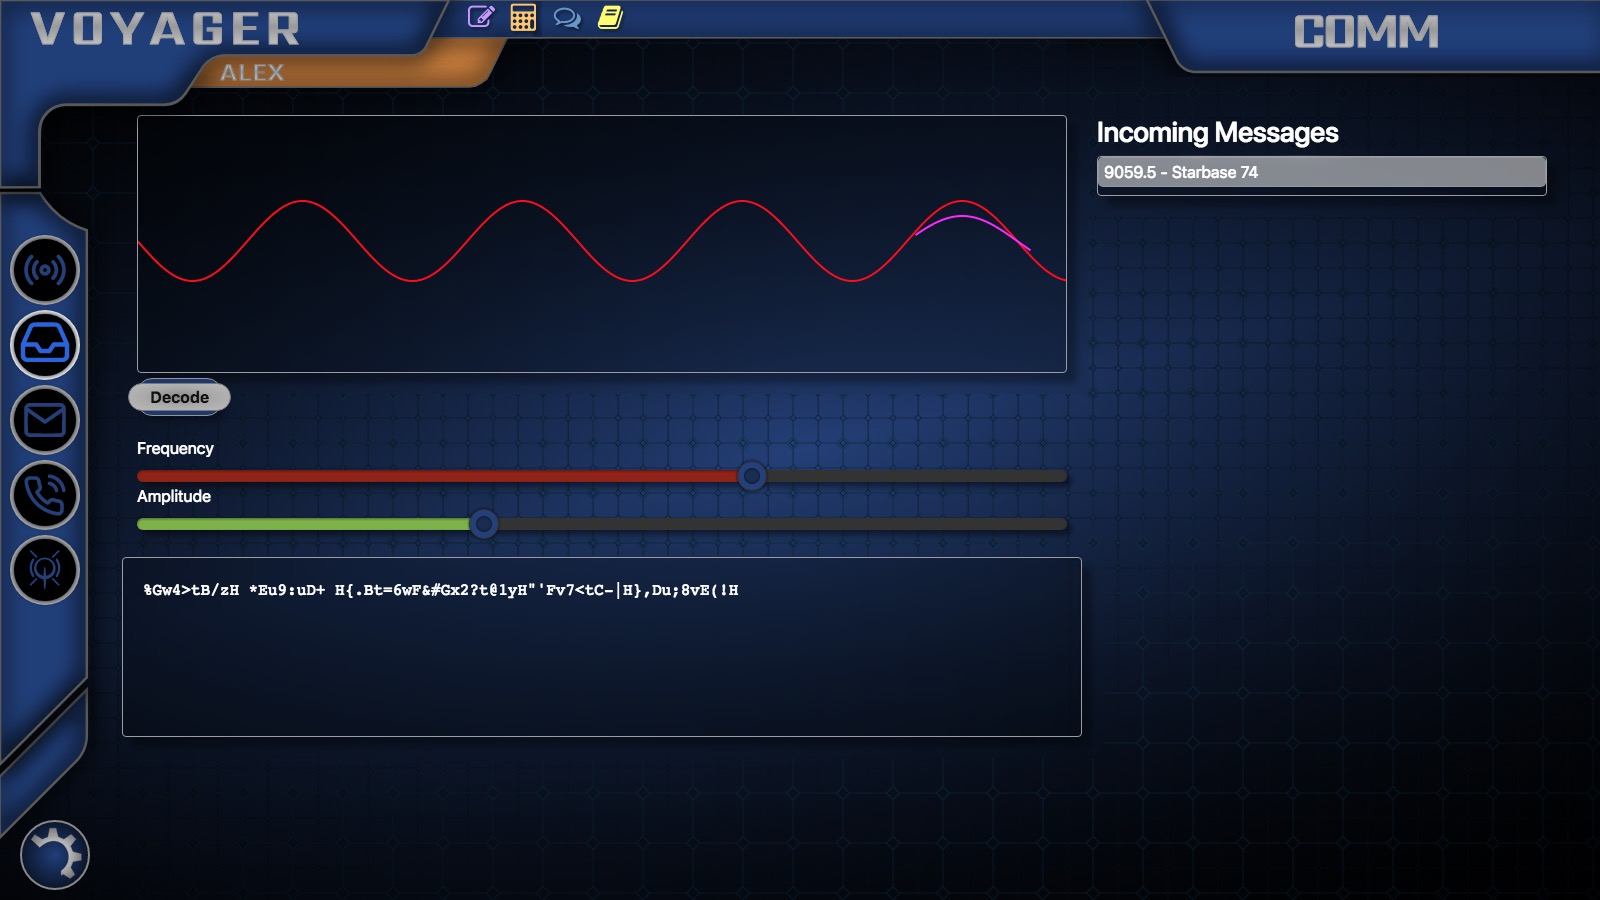 VOYAGER
COMM
ALEX
Incoming Messages
9059.5 - Starbase 74
Decode
Frequency
Amplitude
%Gw4>tB/zH *Eu9:uD+ H{.Bt=6wF&#Gx2?t@1yH"'Fv7<tC-|H},Du;8vE(!H